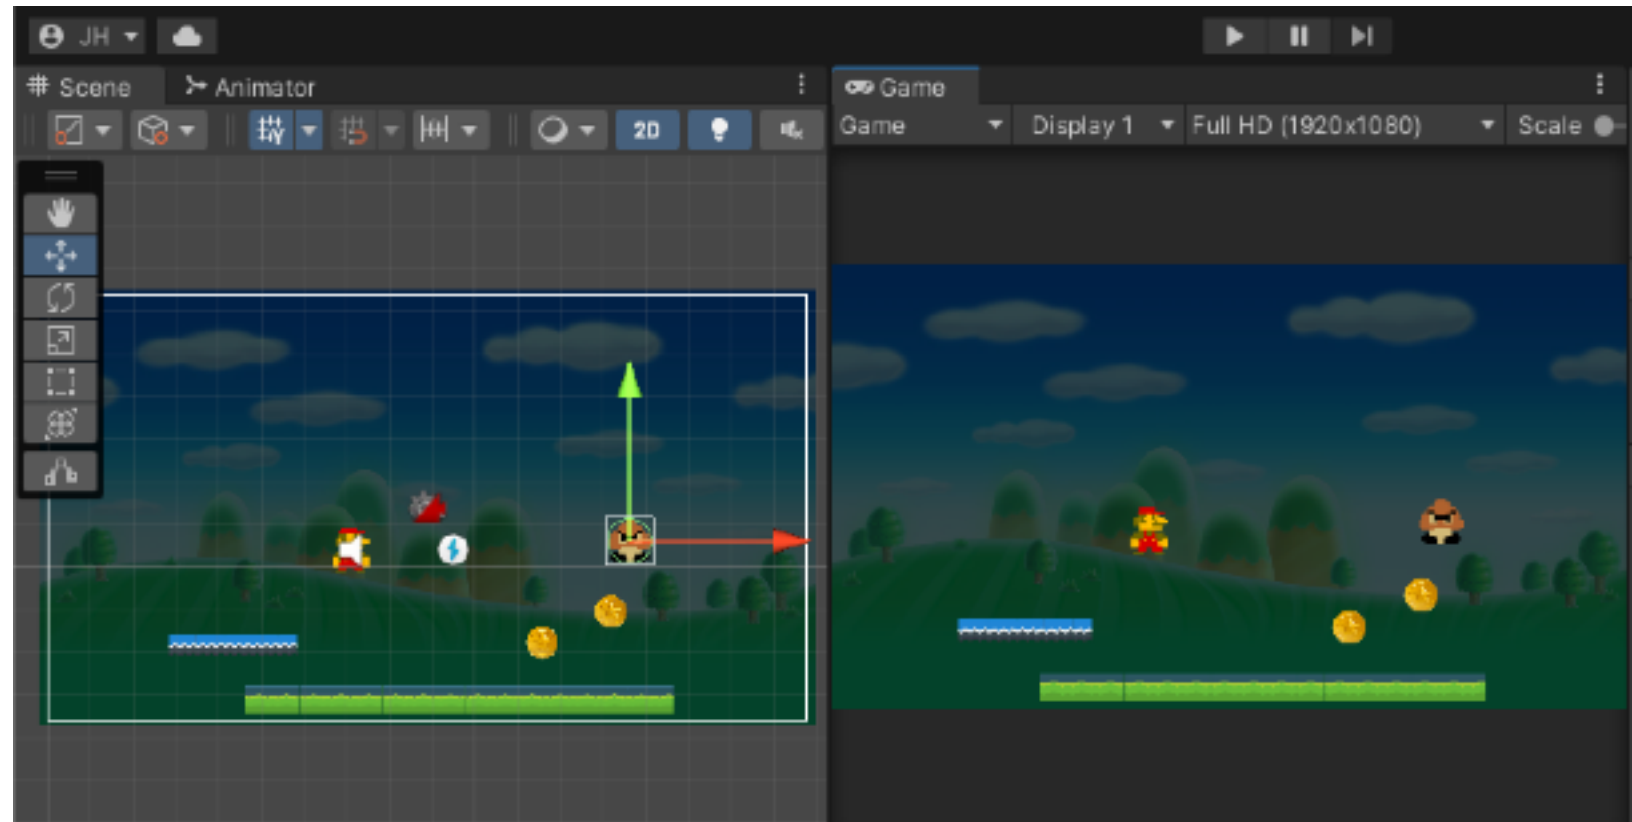 JH
Scene Animator
Game
2D
Game Display 1 Full HD (1920x1080) Scale